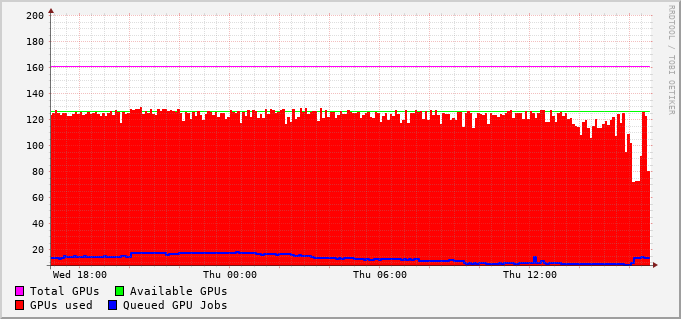 200
180
160
140
120
100
80
60
40
20
Wed 18:00 Thu 00:00 Thu 06:00 Thu 12:00
Total GPUs Available GPUs
GPUs used Queued GPU Jobs
RRDTOOL / TOBI OETIKER